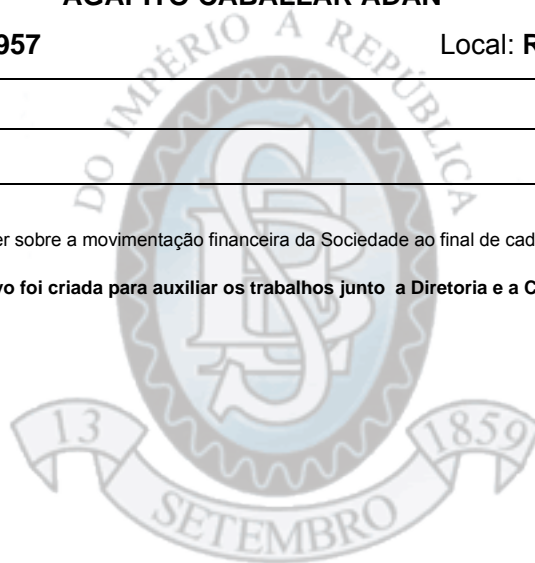 AGAPITO CABALLAR ADAN
957 Local: R
DO IMPÉRIO A REPÚBLICA
er sobre a movimentação financeira da Sociedade ao final de cad
vo foi criada para auxiliar os trabalhos junto a Diretoria e a C
SBL
13 1859
SETEMBRO